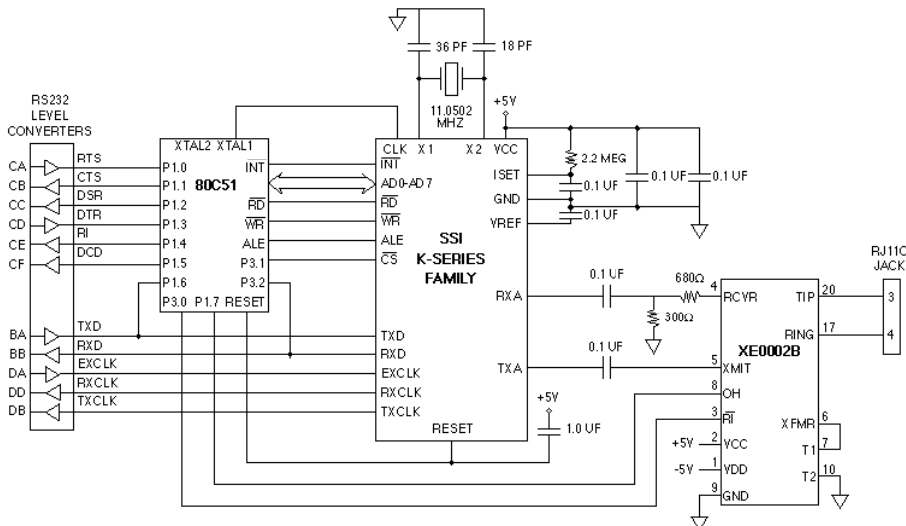 36 PF
18 PF
11.0502
MHZ
+5V
RS232
LEVEL
CONVERTERS
CA
CB
CC
CD
CE
CF
BA
BB
DA
DD
DB
RTS
CTS
DSR
DTR
RI
DCD
TXD
RXD
EXCLK
RXCLK
TXCLK
XTAL2 XTAL1
P1.0
P1.1
P1.2
P1.3
P1.4
P1.5
P1.6
P3.0 P1.7 RESET
80C51
INT
RD
WR
ALE
P3.1
P3.2
CLK X1 X2 VCC
INT
AD0-AD7
RD
WR
ALE
CS
SSI
K-SERIES
FAMILY
TXD
RXD
EXCLK
RXCLK
TXCLK
RESET
ISET
GND
VREF
RXA
TXA
2.2 MEG
0.1 UF
0.1 UF
0.1 UF
0.1 UF
0.1 UF
680Ω
300Ω
0.1 UF
+5V
1.0 UF
4
5
8
3
+5V
2
-5V
1
9
RCVR
XMIT
OH
RI
VCC
VDD
GND
XE0002B
TIP
RING
XFMR
T1
T2
20
17
6
7
10
RJ11C
JACK
3
4